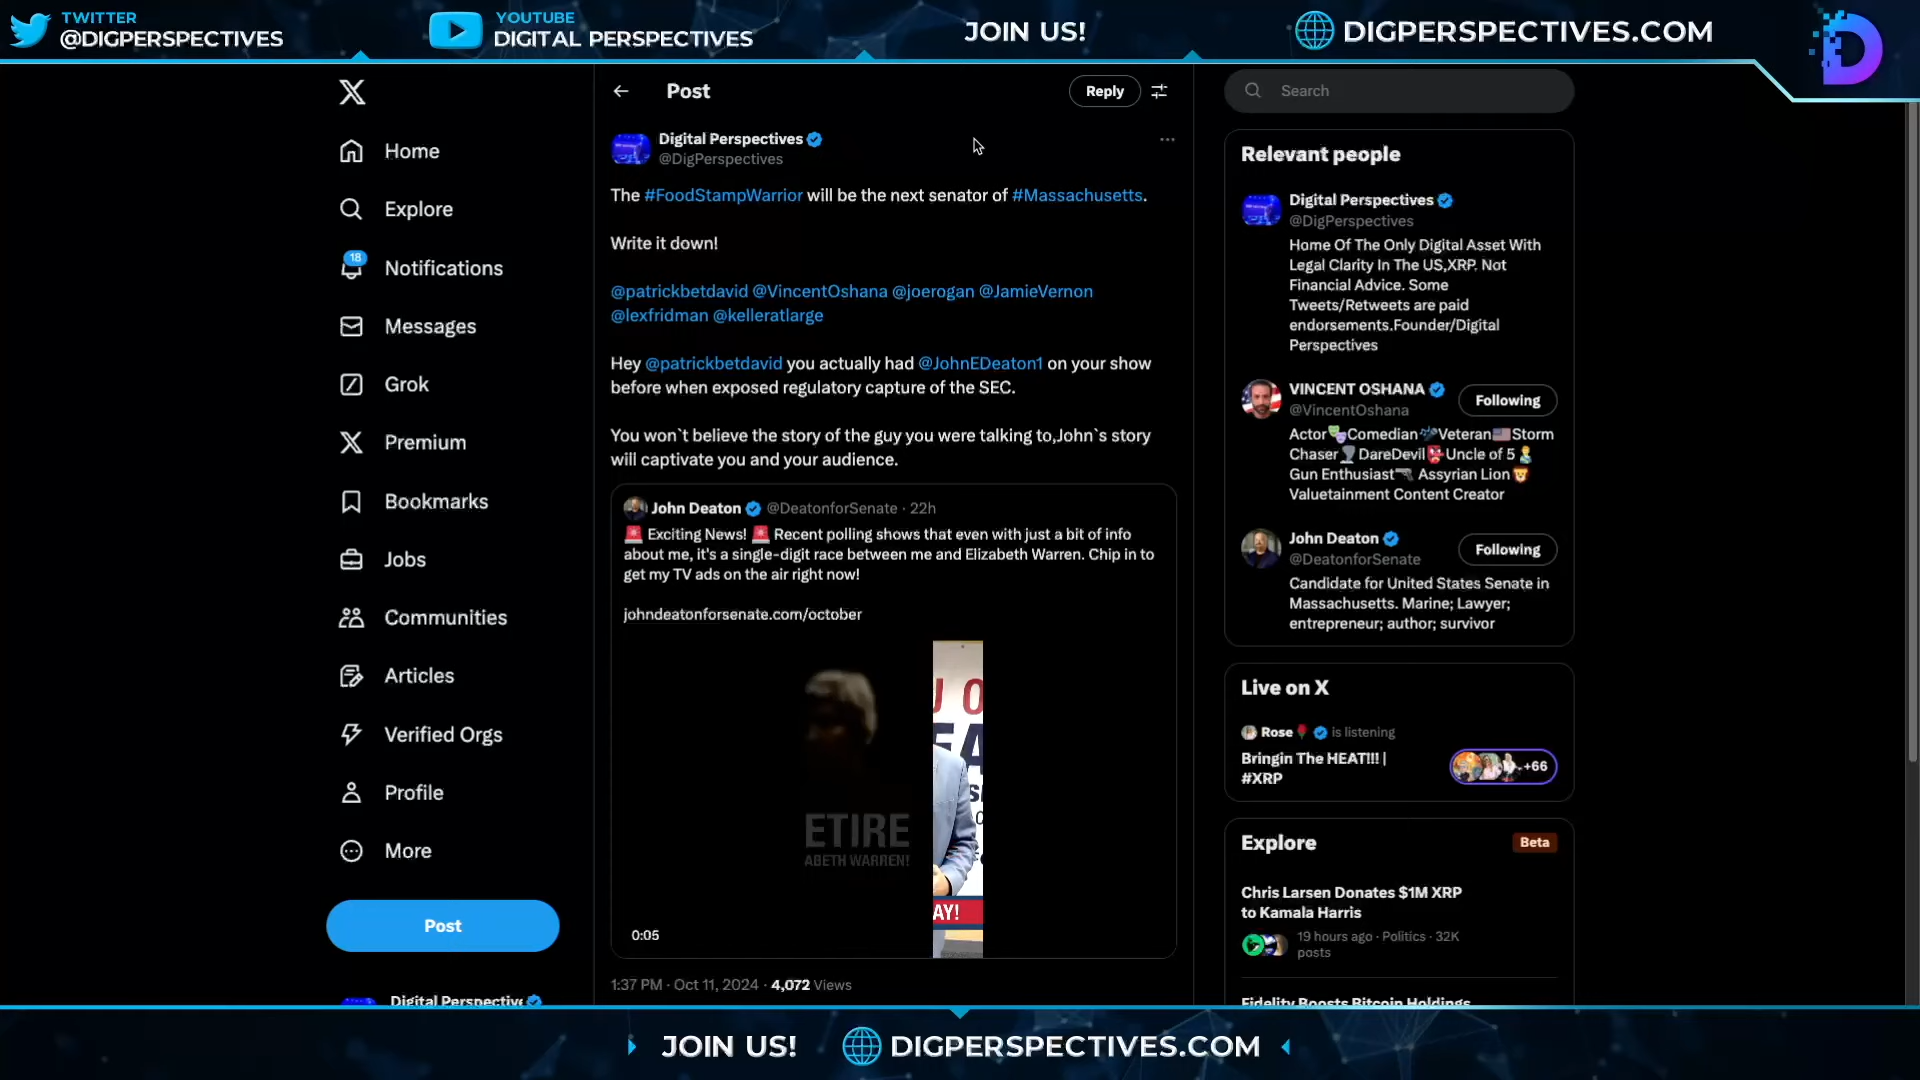 TWITTER
@DIGPERSPECTIVES
YOUTUBE
DIGITAL PERSPECTIVES
JOIN US!
DIGPERSPECTIVES.COM
Home
Explore
18
Notifications
Messages
Grok
Premium
Bookmarks
Jobs
Communities
Articles
Verified Orgs
Profile
More
Post
Digital Perspective
Post
Reply
Digital Perspectives
@DigPerspectives
The #FoodStampWarrior will be the next senator of #Massachusetts.
Write it down!
@patrickbetdavid @VincentOshana @joerogan @JamieVernon
@lexfridman @kelleratlarge
Hey @patrickbetdavid you actually had @JohnEDeaton1 on your show
before when exposed regulatory capture of the SEC.
You won`t believe the story of the guy you were talking to,John`s story
will captivate you and your audience.
John Deaton @DeatonforSenate · 22h
🚨 Exciting News! 🚨 Recent polling shows that even with just a bit of info
about me, it's a single-digit race between me and Elizabeth Warren. Chip in to
get my TV ads on the air right now!
johndeatonforsenate.com/october
ETIRE
ABETH WARREN!
AY!
0:05
1:37 PM · Oct 11, 2024 · 4,072 Views
Search
Relevant people
Digital Perspectives
@DigPerspectives
Home Of The Only Digital Asset With
Legal Clarity In The US,XRP. Not
Financial Advice. Some
Tweets/Retweets are paid
endorsements.Founder/Digital
Perspectives
VINCENT OSHANA
@VincentOshana
Following
Actor🎭Comedian🎤Veteran🇺🇸Storm
Chaser🌪️DareDevil👺Uncle of 5👨‍🍼
Gun Enthusiast🔫 Assyrian Lion🦁
Valuetainment Content Creator
John Deaton
@DeatonforSenate
Following
Candidate for United States Senate in
Massachusetts. Marine; Lawyer;
entrepreneur; author; survivor
Live on X
Rose🌹 is listening
Bringin The HEAT!!! |
#XRP
+66
Explore
Beta
Chris Larsen Donates $1M XRP
to Kamala Harris
19 hours ago · Politics · 32K
posts
Fidelity Boosts Bitcoin Holdings
JOIN US!
DIGPERSPECTIVES.COM